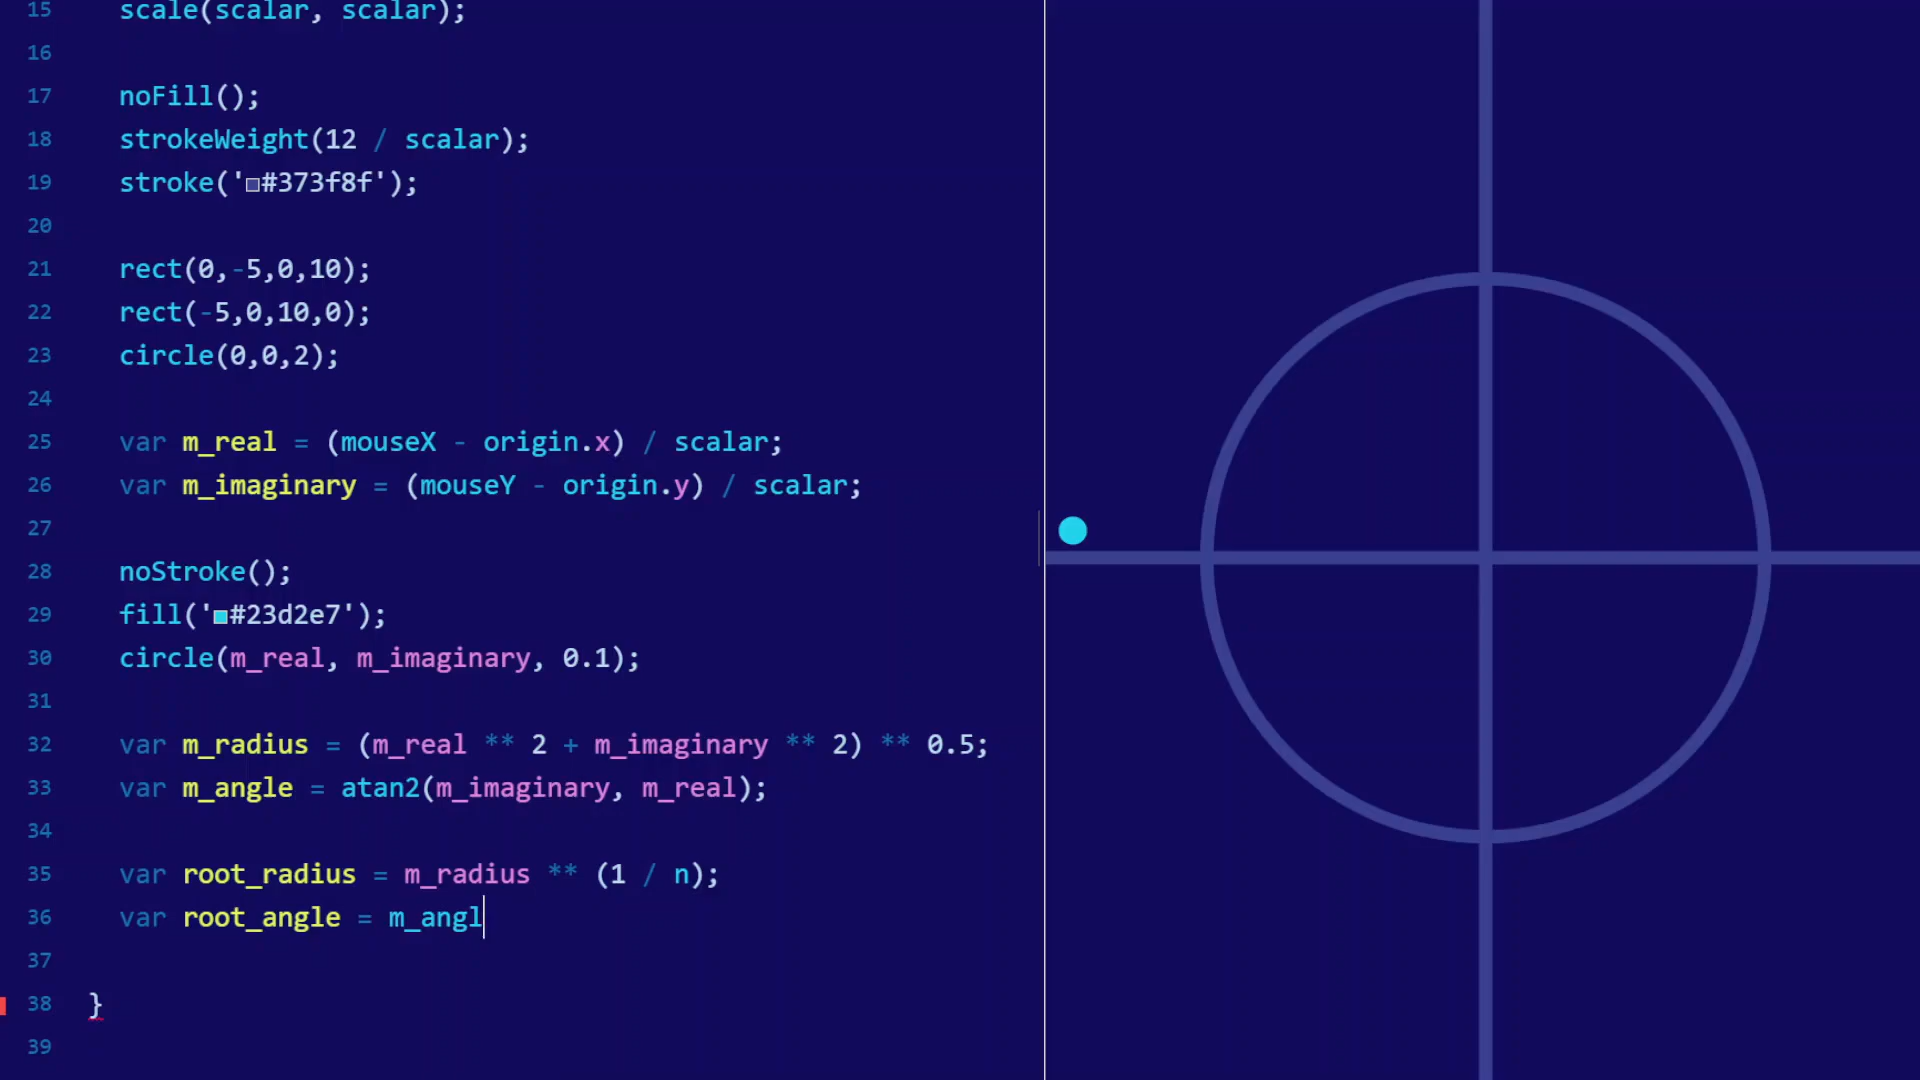 15 scale(scalar, scalar);
16
17 noFill();
18 strokeWeight(12 / scalar);
19 stroke('#373f8f');
20
21 rect(0,-5,0,10);
22 rect(-5,0,10,0);
23 circle(0,0,2);
24
25 var m_real = (mouseX - origin.x) / scalar;
26 var m_imaginary = (mouseY - origin.y) / scalar;
27
28 noStroke();
29 fill('#23d2e7');
30 circle(m_real, m_imaginary, 0.1);
31
32 var m_radius = (m_real ** 2 + m_imaginary ** 2) ** 0.5;
33 var m_angle = atan2(m_imaginary, m_real);
34
35 var root_radius = m_radius ** (1 / n);
36 var root_angle = m_angl
37
38 }
39